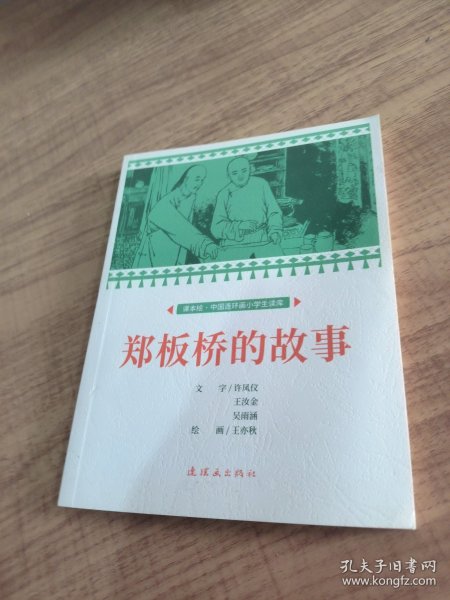 课本绘·中国连环画小学生读库
郑板桥的故事
文 字/许凤仪
王汝金
吴雨涵
绘 画/王亦秋
连环画出版社
孔夫子旧书网
www.kongfz.com